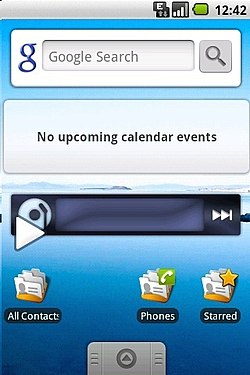 E
12:42
g
Google Search
No upcoming calendar events
All Contacts
Phones
Starred